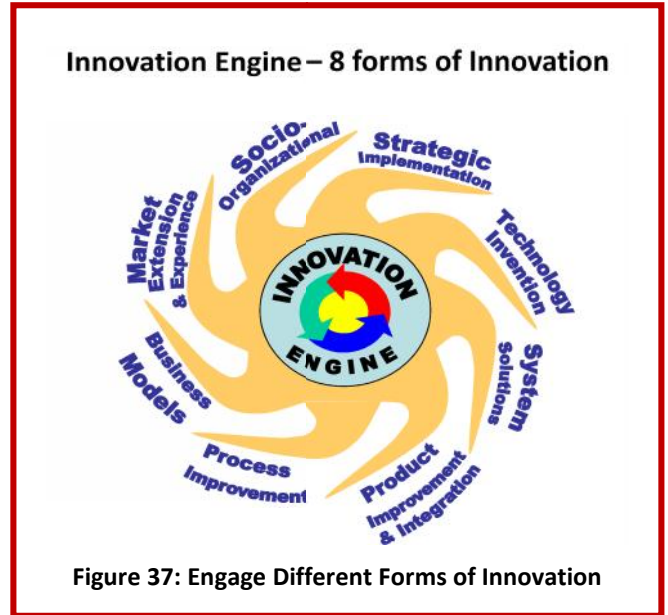 Innovation Engine – 8 forms of Innovation
Socio-
Organizational
Strategic
Implementation
Technology
Invention
System
Solutions
Product
Improvement
& Integration
Process
Improvement
Business
Models
Market
Extension
& Experience
INNOVATION
ENGINE
Figure 37: Engage Different Forms of Innovation